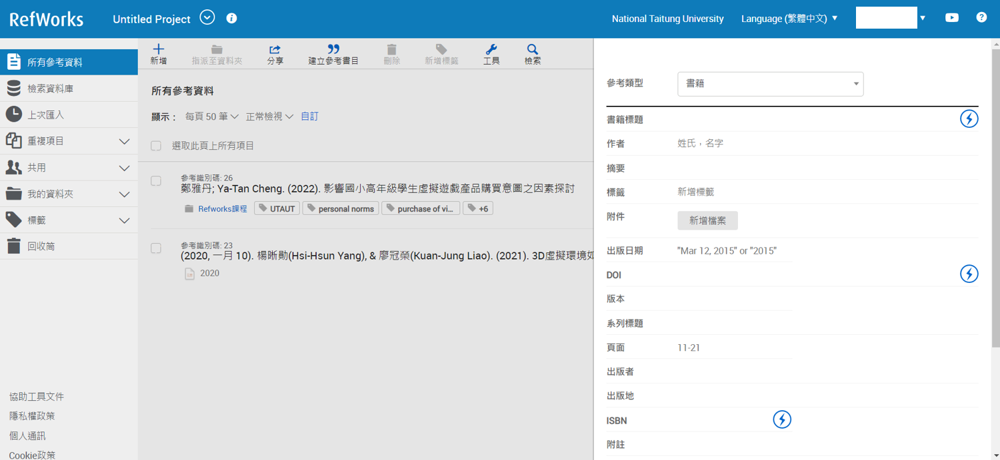 RefWorks
Untitled Project
National Taitung University
Language (繁體中文)
所有參考資料
檢索資料庫
上次匯入
重複項目
共用
我的資料夾
標籤
回收筒
協助工具文件
隱私權政策
個人通訊
Cookie政策
新增
指派至資料夾
分享
建立參考書目
刪除
新增標籤
工具
檢索
所有參考資料
顯示： 每頁 50 筆 正常檢視 自訂
選取此頁上所有項目
參考識別碼: 26
鄭雅丹; Ya-Tan Cheng. (2022). 影響國小高年級學生虛擬遊戲產品購買意圖之因素探討
Refworks課程 UTAUT personal norms purchase of vi... +6
參考識別碼: 23
(2020, 一月 10). 楊晰勛(Hsi-Hsun Yang), & 廖冠榮(Kuan-Jung Liao). (2021). 3D虛擬環境如
2020
參考類型 書籍
書籍標題
作者 姓氏，名字
摘要
標籤 新增標籤
附件 新增檔案
出版日期 "Mar 12, 2015" or "2015"
DOI
版本
系列標題
頁面 11-21
出版者
出版地
ISBN
附註